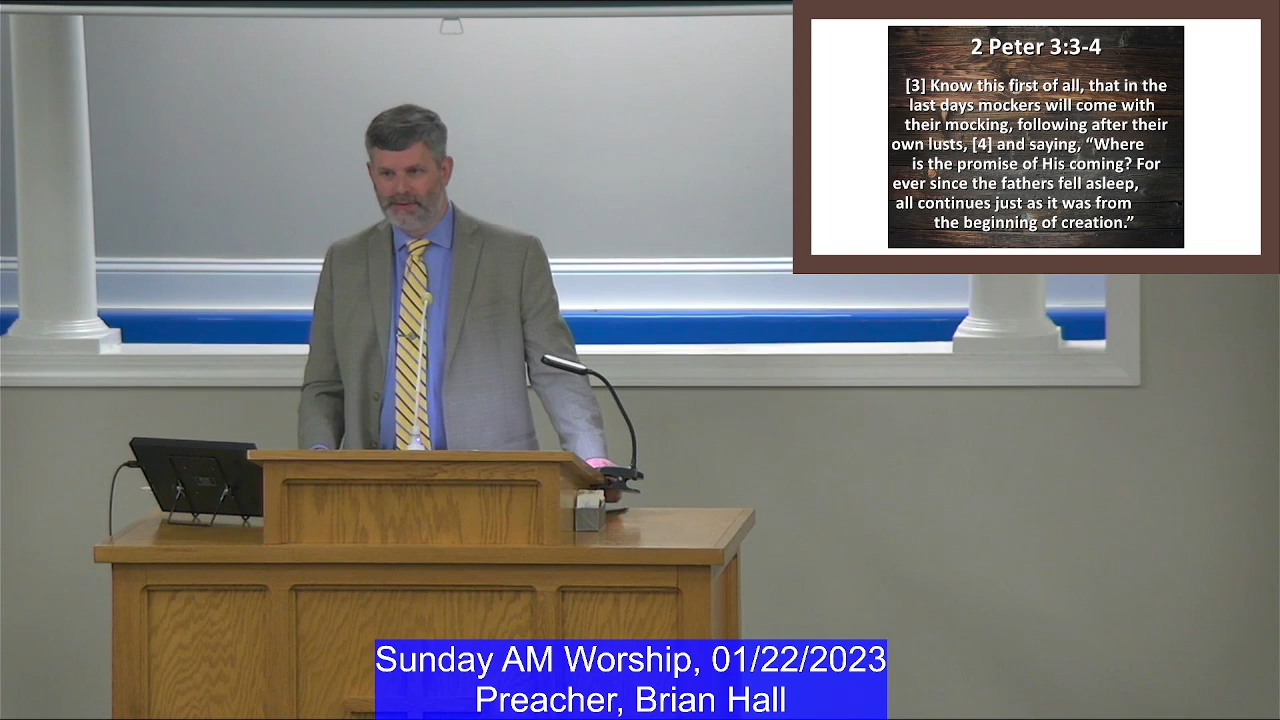 2 Peter 3:3-4
[3] Know this first of all, that in the
last days mockers will come with
their mocking, following after their
own lusts, [4] and saying, “Where
is the promise of His coming? For
ever since the fathers fell asleep,
all continues just as it was from
the beginning of creation.”
Sunday AM Worship, 01/22/2023
Preacher, Brian Hall